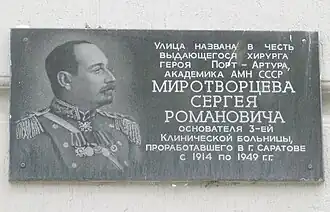 Улица названа в честь
выдающегося хирурга
героя Порт-Артура,
академика АМН СССР
МИРОТВОРЦЕВА
СЕРГЕЯ
РОМАНОВИЧА
основателя 3-ей
Клинической больницы,
проработавшего в г. Саратове
с 1914 по 1949 г.г.